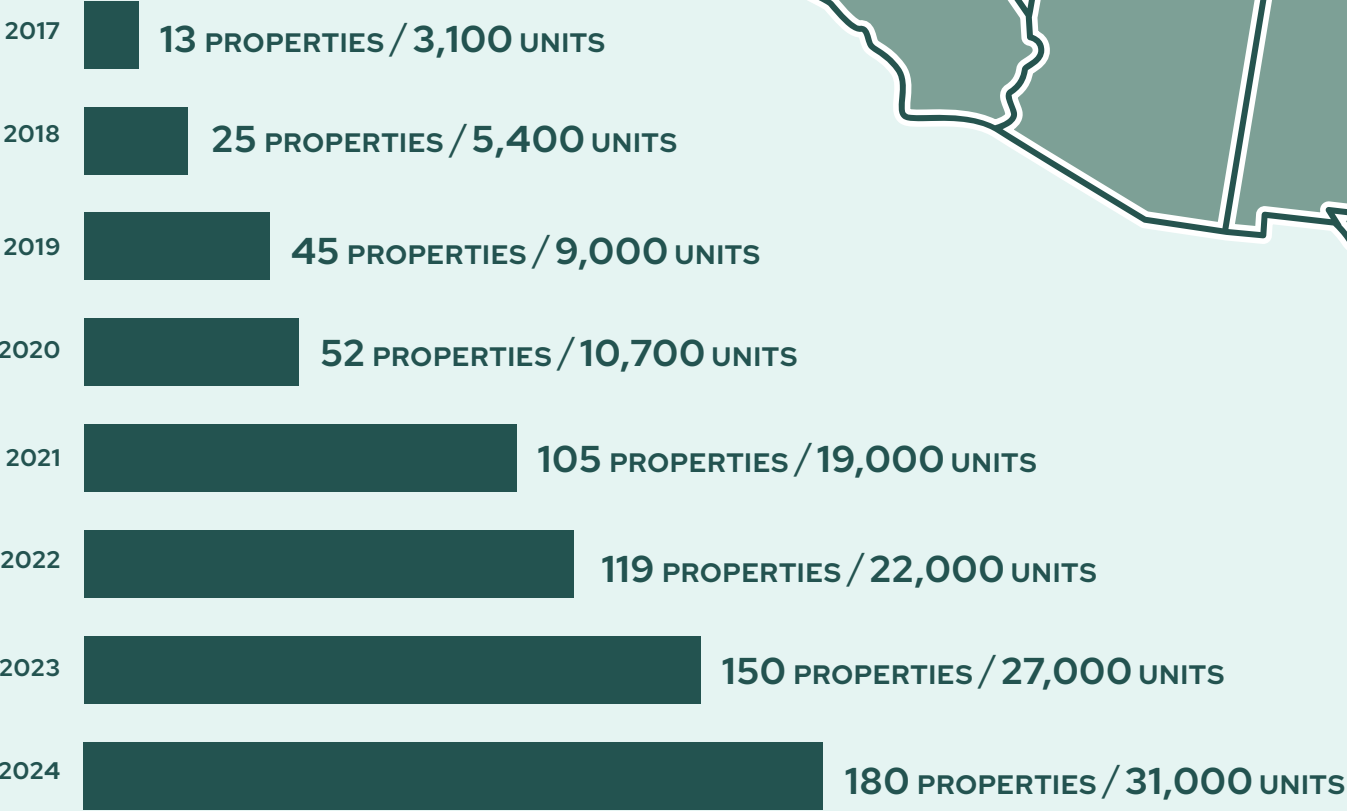 2017 13 PROPERTIES / 3,100 UNITS
2018 25 PROPERTIES / 5,400 UNITS
2019 45 PROPERTIES / 9,000 UNITS
2020 52 PROPERTIES / 10,700 UNITS
2021 105 PROPERTIES / 19,000 UNITS
2022 119 PROPERTIES / 22,000 UNITS
2023 150 PROPERTIES / 27,000 UNITS
2024 180 PROPERTIES / 31,000 UNITS